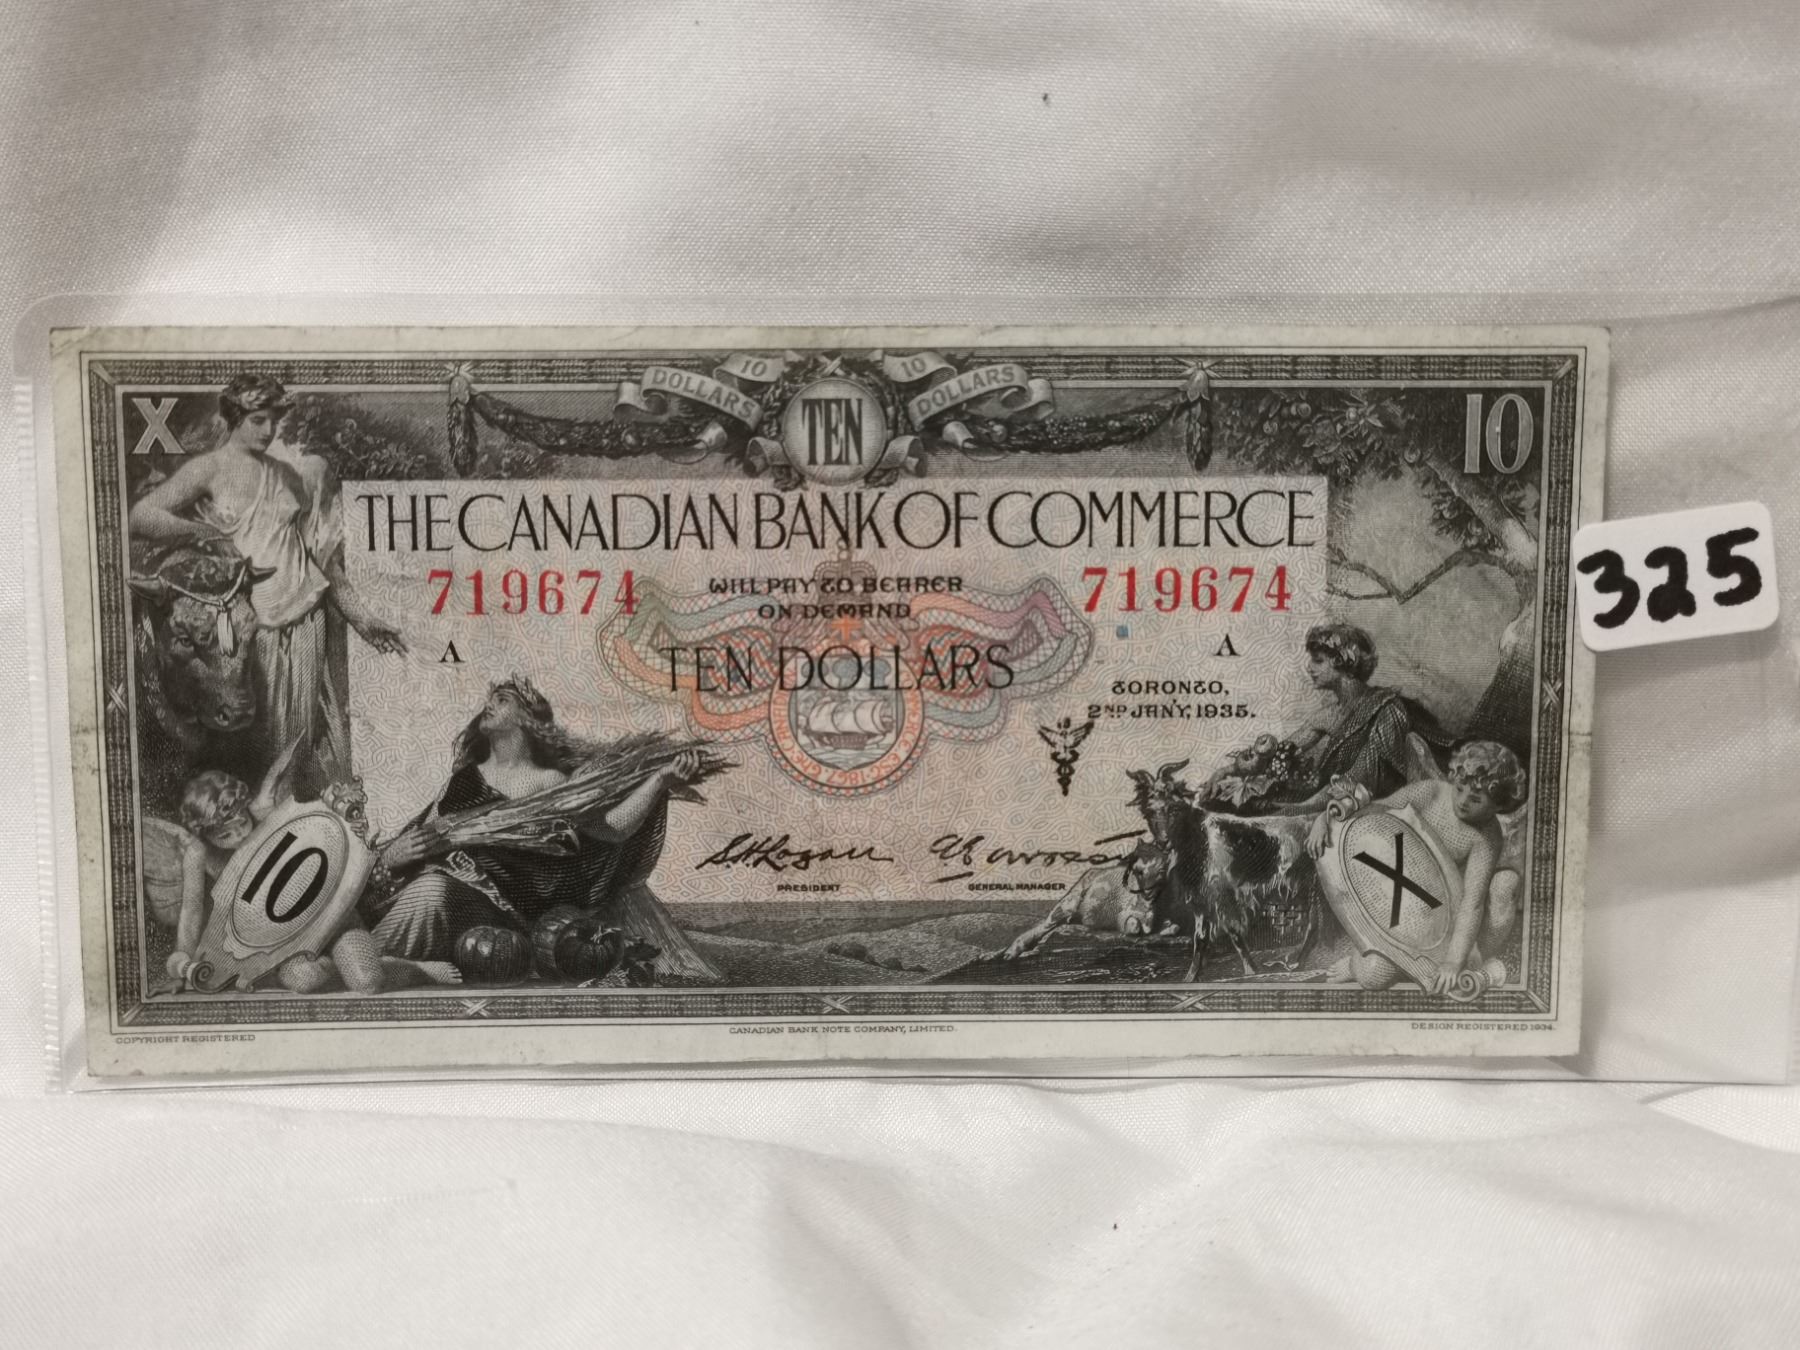 X
10 DOLLARS
TEN
10 DOLLARS
10
THE CANADIAN BANK OF COMMERCE
719674
WILL PAY TO BEARER
719674
ON DEMAND
A
TEN DOLLARS
A
TORONTO,
2ND JANY, 1935.
325
S.H. Logan
PRESIDENT
GENERAL MANAGER
10
X
COPYRIGHT REGISTERED
CANADIAN BANK NOTE COMPANY, LIMITED.
DESIGN REGISTERED 1934.